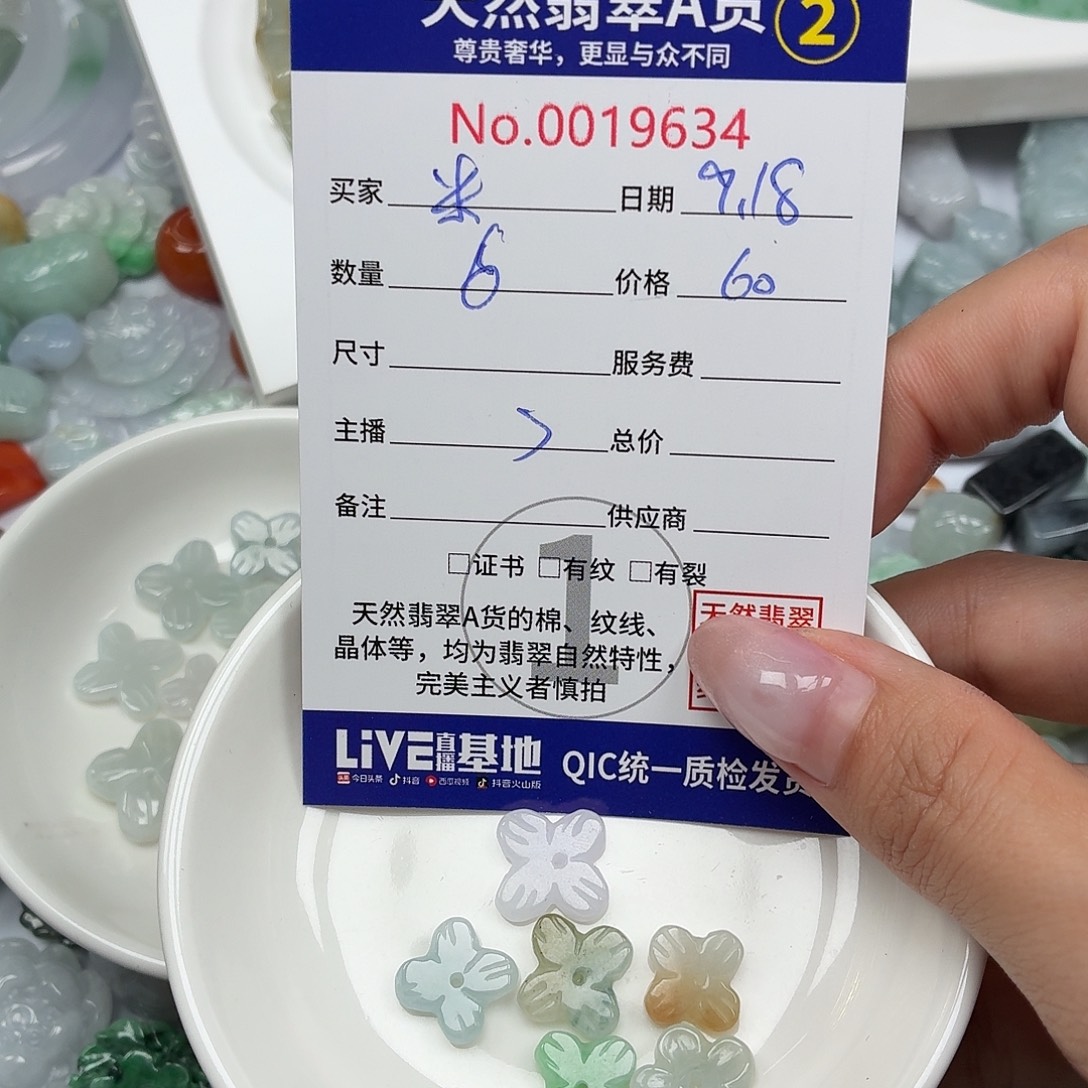 天然翡翠A货 2
尊贵奢华，更显与众不同
No.0019634
买家 米 日期 9.18
数量 6 价格 60
尺寸 服务费
主播 总价
备注 供应商
□证书 □有纹 □有裂
1
天然翡翠A货的棉、纹线、
晶体等，均为翡翠自然特性，
完美主义者慎拍
天然翡翠
LiVE直播基地 QIC统一质检发货
头条 今日头条 抖音 西瓜视频 抖音火山版